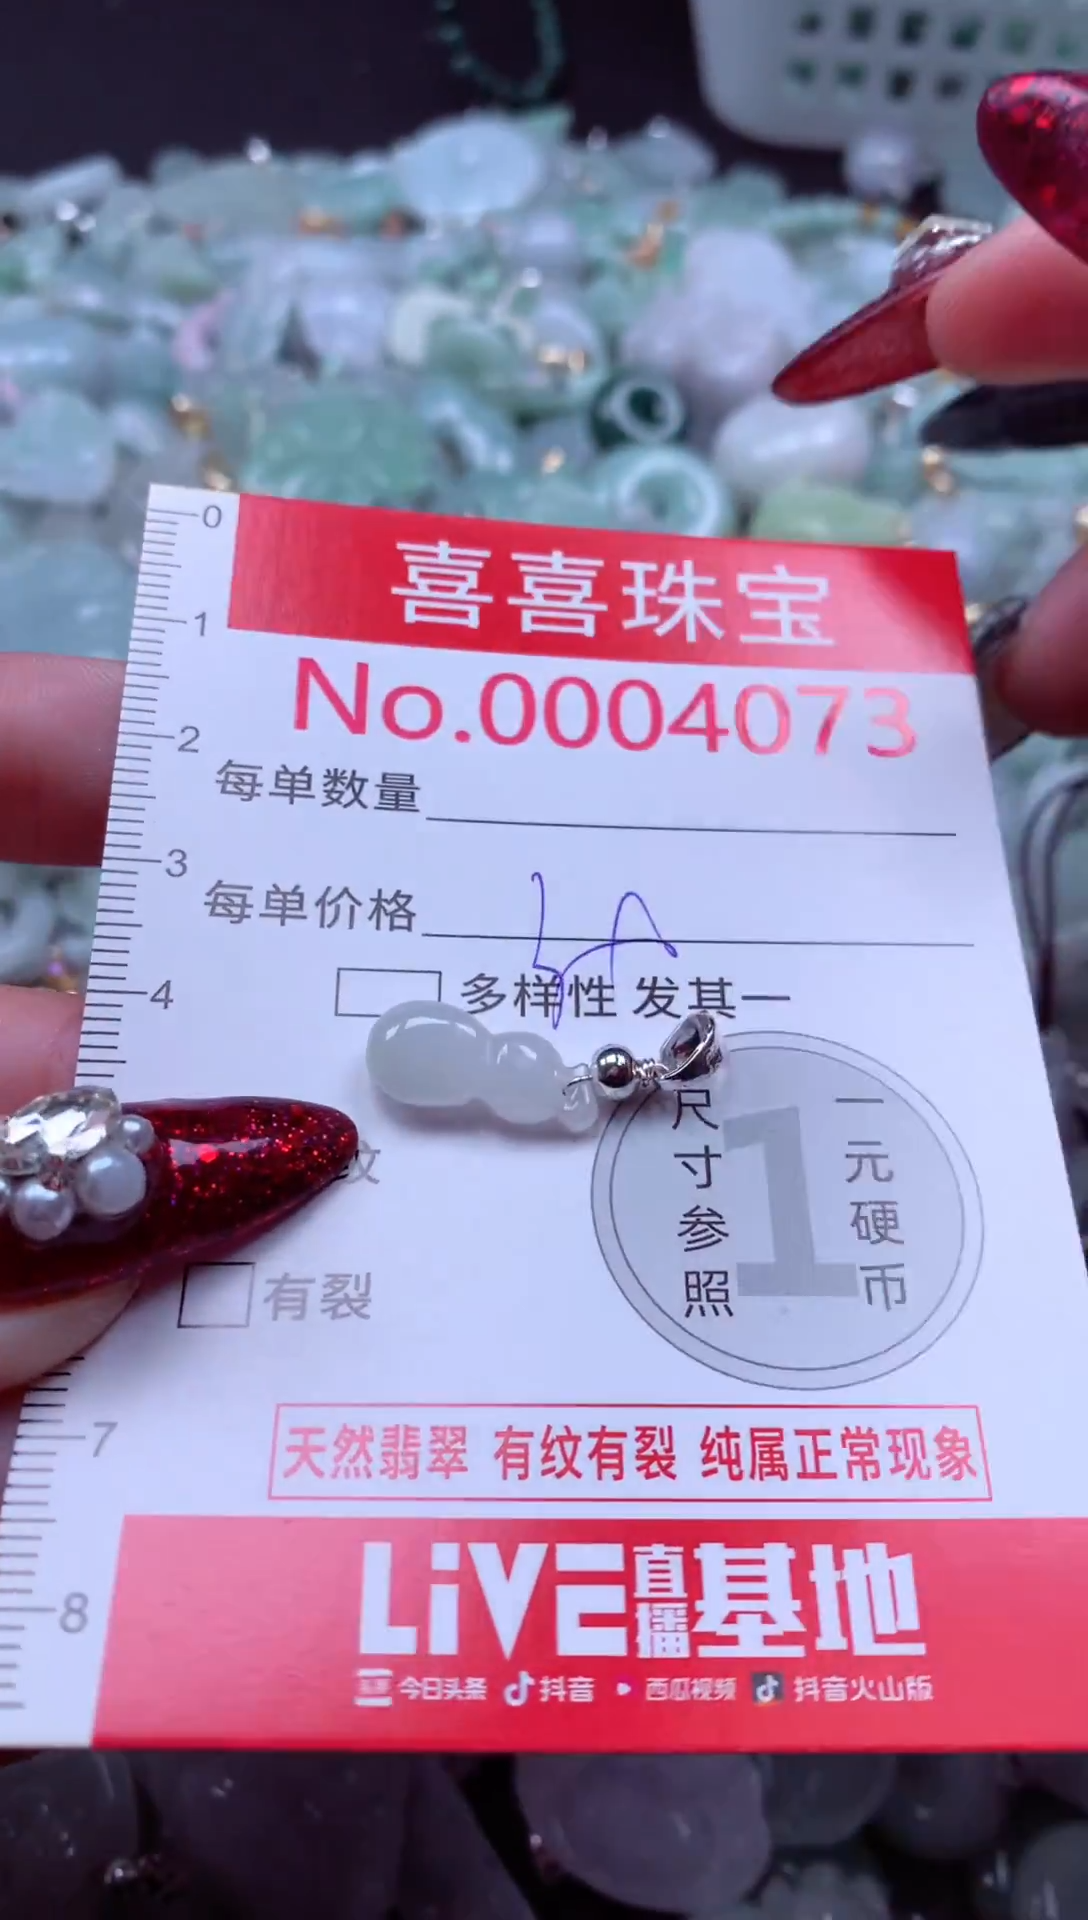 0
喜喜珠宝
1
No.0004073
2
每单数量
3
每单价格
4
多样性 发其一
纹
尺寸参照
一元硬币
1
有裂
7
天然翡翠 有纹有裂 纯属正常现象
LiVE直播基地
8
头条 今日头条 抖音 西瓜视频 抖音火山版